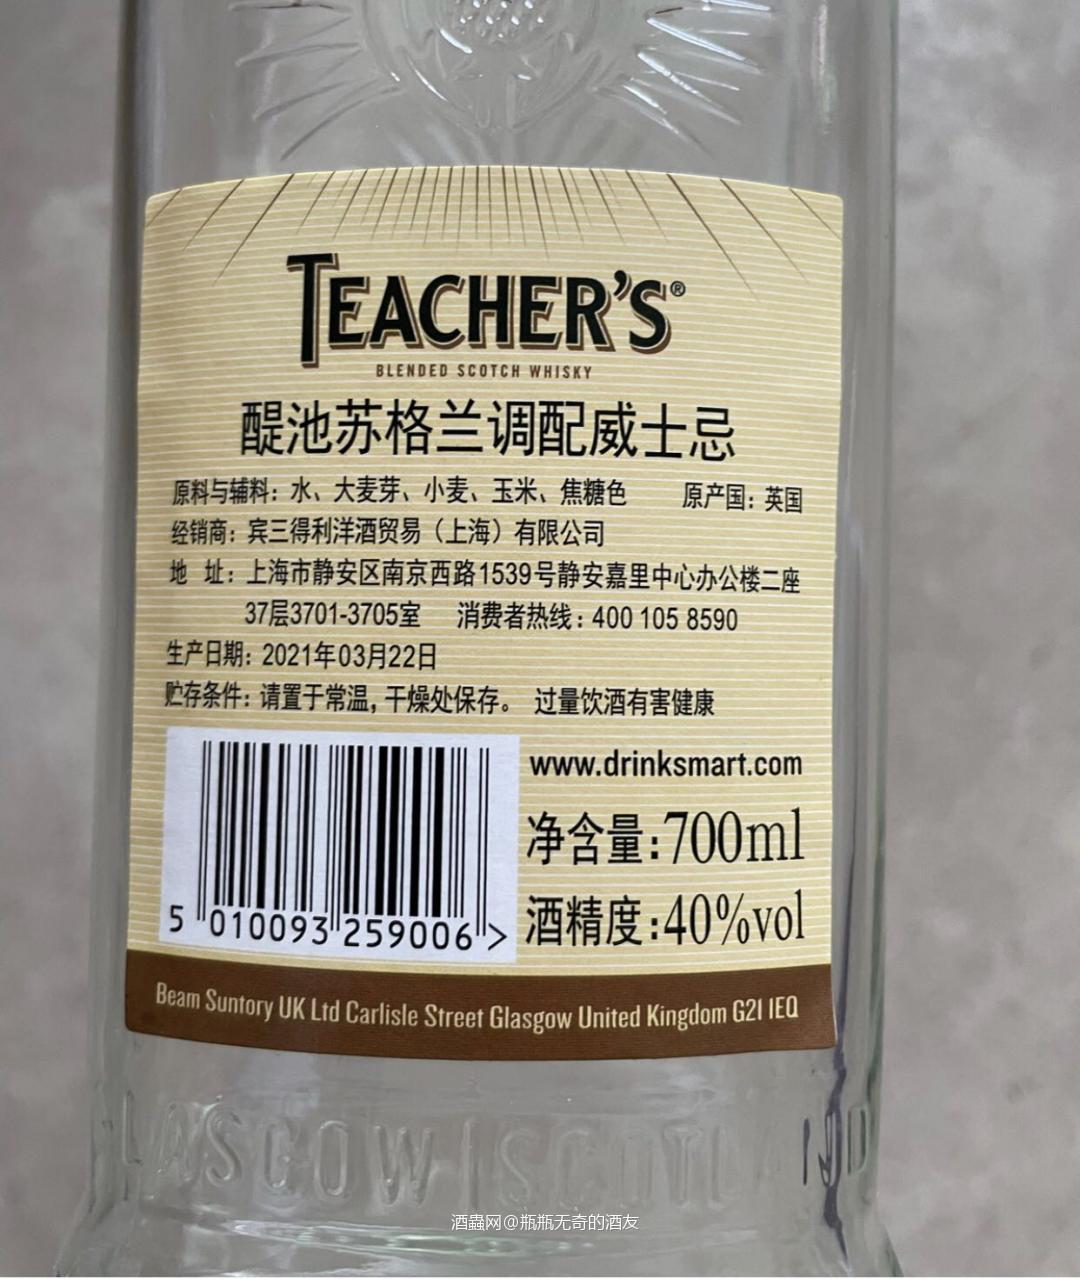 TEACHER'S®
BLENDED SCOTCH WHISKY
醍池苏格兰调配威士忌
原料与辅料：水、大麦芽、小麦、玉米、焦糖色 原产国：英国
经销商：宾三得利洋酒贸易（上海）有限公司
地 址：上海市静安区南京西路1539号静安嘉里中心办公楼二座
37层3701-3705室 消费者热线：400 105 8590
生产日期：2021年03月22日
贮存条件：请置于常温，干燥处保存。 过量饮酒有害健康
www.drinksmart.com
净含量：700ml
酒精度：40%vol
5 010093 259006 >
Beam Suntory UK Ltd Carlisle Street Glasgow United Kingdom G21 1EQ
LASGOW | SCOTLAND
酒蟲网@瓶瓶无奇的酒友